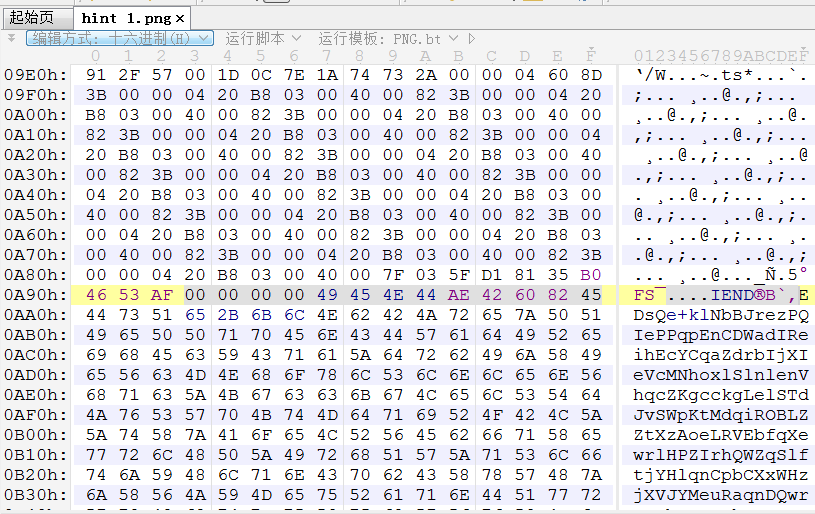 起始页 hint 1.png ×
编辑方式: 十六进制(H) 运行脚本 运行模板: PNG.bt
0 1 2 3 4 5 6 7 8 9 A B C D E F 0123456789ABCDEF
09E0h: 91 2F 57 00 1D 0C 7E 1A 74 73 2A 00 00 04 60 8D ‘/W...~.ts*...`.
09F0h: 3B 00 00 04 20 B8 03 00 40 00 82 3B 00 00 04 20 ;... ¸..@.‚;...
0A00h: B8 03 00 40 00 82 3B 00 00 04 20 B8 03 00 40 00 ¸..@.‚;... ¸..@.
0A10h: 82 3B 00 00 04 20 B8 03 00 40 00 82 3B 00 00 04 ‚;... ¸..@.‚;...
0A20h: 20 B8 03 00 40 00 82 3B 00 00 04 20 B8 03 00 40 ¸..@.‚;... ¸..@
0A30h: 00 82 3B 00 00 04 20 B8 03 00 40 00 82 3B 00 00 .‚;... ¸..@.‚;..
0A40h: 04 20 B8 03 00 40 00 82 3B 00 00 04 20 B8 03 00 . ¸..@.‚;... ¸..
0A50h: 40 00 82 3B 00 00 04 20 B8 03 00 40 00 82 3B 00 @.‚;... ¸..@.‚;.
0A60h: 00 04 20 B8 03 00 40 00 82 3B 00 00 04 20 B8 03 .. ¸..@.‚;... ¸.
0A70h: 00 40 00 82 3B 00 00 04 20 B8 03 00 40 00 82 3B .@.‚;... ¸..@.‚;
0A80h: 00 00 04 20 B8 03 00 40 00 7F 03 5F D1 81 35 B0 ... ¸..@..._Ñ.5°
0A90h: 46 53 AF 00 00 00 00 49 45 4E 44 AE 42 60 82 45 FS¯....IEND®B`‚E
0AA0h: 44 73 51 65 2B 6B 6C 4E 62 42 4A 72 65 7A 50 51 DsQe+klNbBJrezPQ
0AB0h: 49 65 50 50 71 70 45 6E 43 44 57 61 64 49 52 65 IePPqpEnCDWadIRe
0AC0h: 69 68 45 63 59 43 71 61 5A 64 72 62 49 6A 58 49 ihEcYCqaZdrbIjXI
0AD0h: 65 56 63 4D 4E 68 6F 78 6C 53 6C 6E 6C 65 6E 56 eVcMNhoxlSlnlenV
0AE0h: 68 71 63 5A 4B 67 63 63 6B 67 4C 65 6C 53 54 64 hqcZKgcckgLelSTd
0AF0h: 4A 76 53 57 70 4B 74 4D 64 71 69 52 4F 42 4C 5A JvSWpKtMdqiROBLZ
0B00h: 5A 74 58 7A 41 6F 65 4C 52 56 45 62 66 71 58 65 ZtXzAoeLRVEbfqXe
0B10h: 77 72 6C 48 50 5A 49 72 68 51 57 5A 71 53 6C 66 wrlHPZIrhQWZqSlf
0B20h: 74 6A 59 48 6C 71 6E 43 70 62 43 58 78 57 48 7A tjYHlqnCpbCXxWHz
0B30h: 6A 58 56 4A 59 4D 65 75 52 61 71 6E 44 51 77 72 jXVJYMeuRaqnDQwr